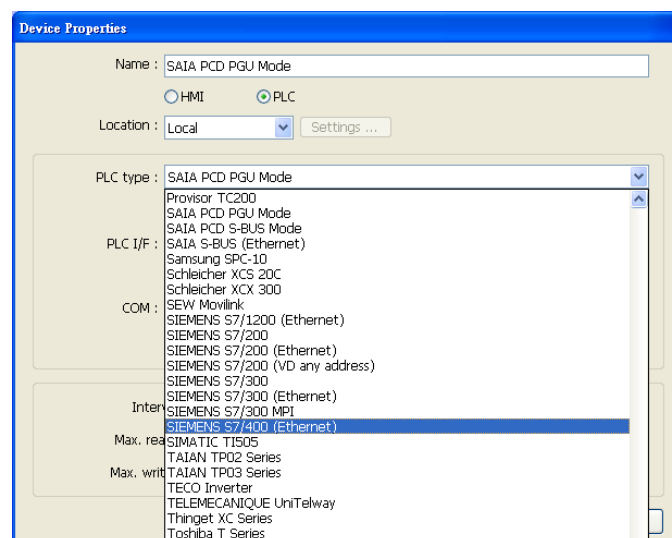 Device Properties
Name : SAIA PCD PGU Mode
HMI PLC
Location : Local Settings ...
PLC type : SAIA PCD PGU Mode
Provisor TC200
SAIA PCD PGU Mode
SAIA PCD S-BUS Mode
PLC I/F : SAIA S-BUS (Ethernet)
Samsung SPC-10
Schleicher XCS 20C
Schleicher XCX 300
COM : SEW Movilink
SIEMENS S7/1200 (Ethernet)
SIEMENS S7/200
SIEMENS S7/200 (Ethernet)
SIEMENS S7/200 (VD any address)
SIEMENS S7/300
SIEMENS S7/300 (Ethernet)
SIEMENS S7/300 MPI
SIEMENS S7/400 (Ethernet)
SIMATIC TI505
TAIAN TP02 Series
TAIAN TP03 Series
TECO Inverter
TELEMECANIQUE UniTelway
Thinget XC Series
Toshiba T Series
Inter
Max. rea
Max. writ